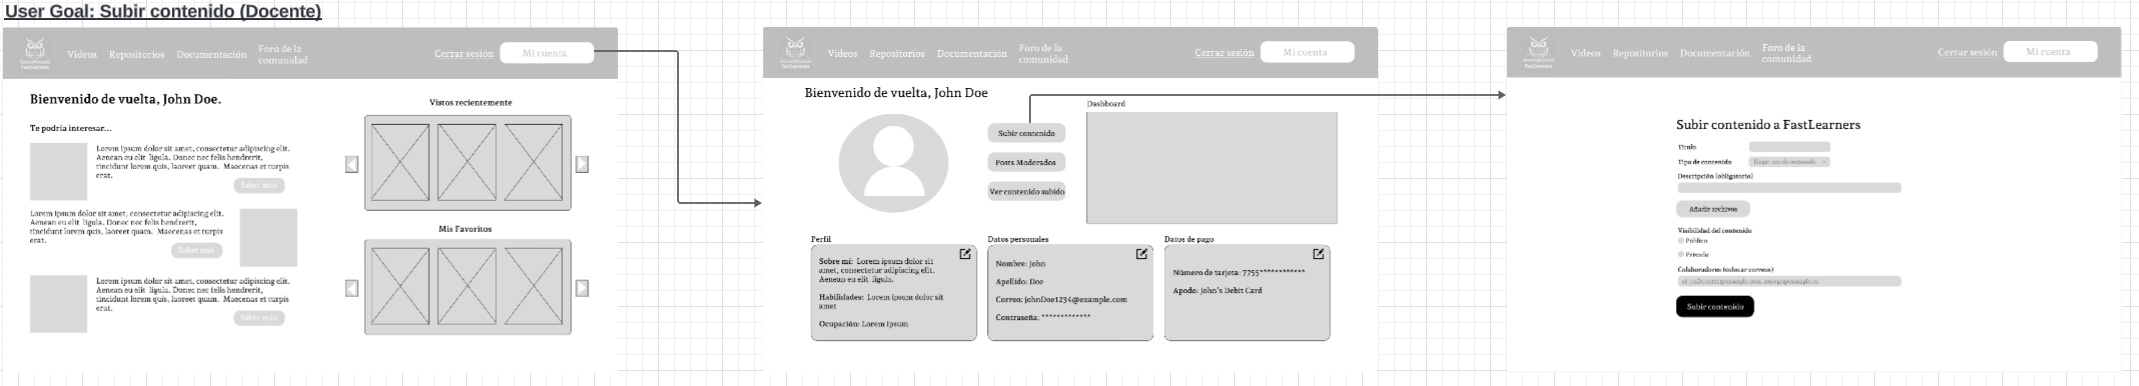 User Goal: Subir contenido (Docente)
FastLearners
Videos
Repositorios
Documentación
Foro de la
comunidad
Cerrar sesión
Mi cuenta
Bienvenido de vuelta, John Doe.
Te podría interesar...
Lorem ipsum dolor sit amet, consectetur adipiscing elit.
Aenean eu elit ligula. Donec nec felis hendrerit,
tincidunt lorem quis, laoreet quam. Maecenas et turpis
erat.
Saber más
Lorem ipsum dolor sit amet, consectetur adipiscing elit.
Aenean eu elit ligula. Donec nec felis hendrerit,
tincidunt lorem quis, laoreet quam. Maecenas et turpis
erat.
Saber más
Lorem ipsum dolor sit amet, consectetur adipiscing elit.
Aenean eu elit ligula. Donec nec felis hendrerit,
tincidunt lorem quis, laoreet quam. Maecenas et turpis
erat.
Saber más
Vistos recientemente
Mis Favoritos
FastLearners
Videos
Repositorios
Documentación
Foro de la
comunidad
Cerrar sesión
Mi cuenta
Bienvenido de vuelta, John Doe
Subir contenido
Posts Moderados
Ver contenido subido
Dashboard
Perfil
Sobre mí: Lorem ipsum dolor sit
amet, consectetur adipiscing elit.
Aenean eu elit ligula.
Habilidades: Lorem ipsum dolor sit
amet
Ocupación: Lorem ipsum
Datos personales
Nombre: John
Apellido: Doe
Correo: johnDoe1234@example.com
Contraseña: *************
Datos de pago
Número de tarjeta: 7755************
Apodo: John's Debit Card
FastLearners
Videos
Repositorios
Documentación
Foro de la
comunidad
Cerrar sesión
Mi cuenta
Subir contenido a FastLearners
Título
Tipo de contenido
Descripción (obligatorio)
Añadir archivos
Visibilidad del contenido
Público
Privado
Colaboradores (colocar correos)
Subir contenido